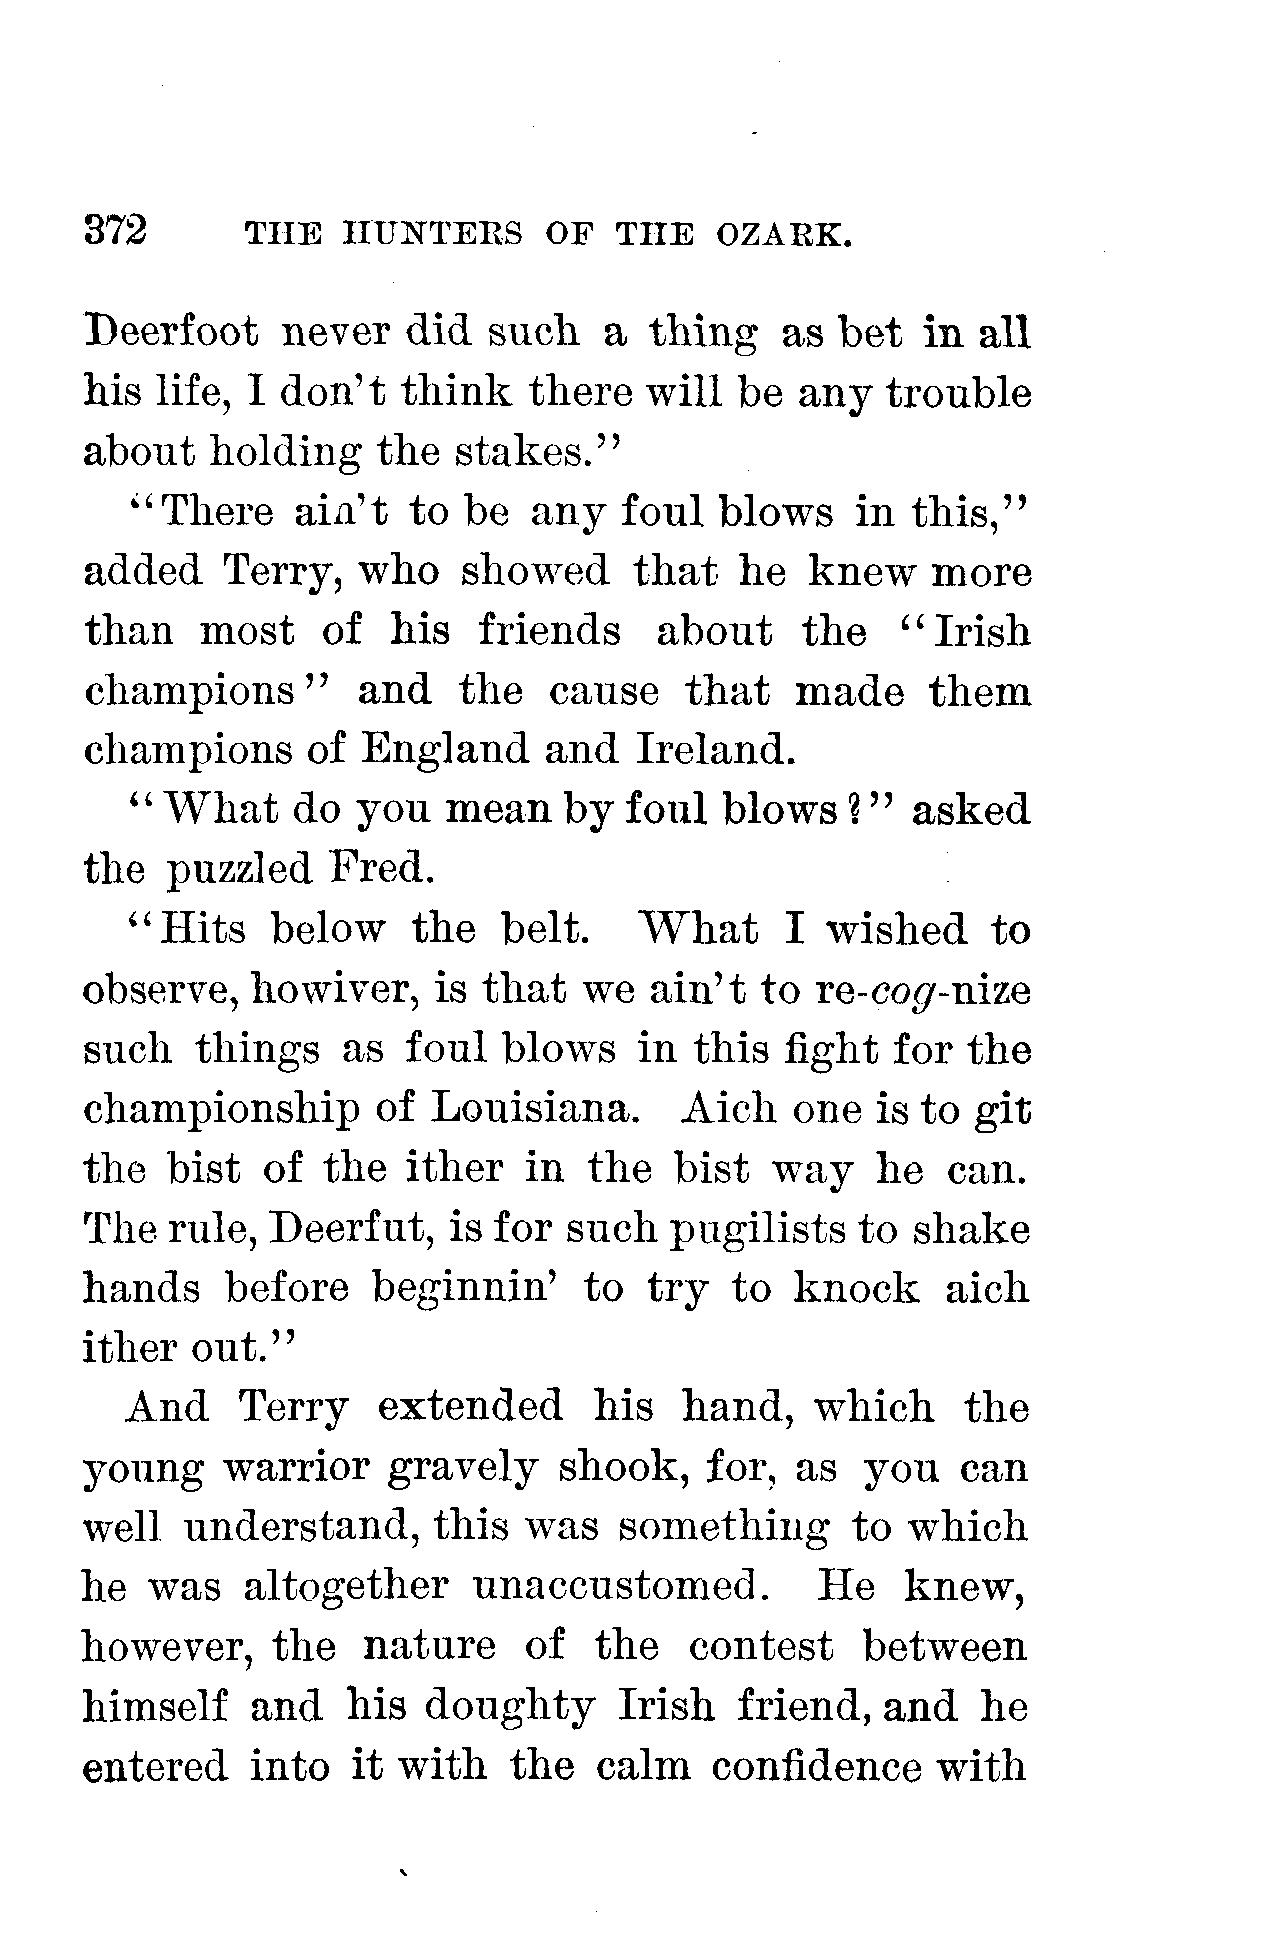 372 THE HUNTERS OF THE OZARK.
Deerfoot never did such a thing as bet in all
his life, I don't think there will be any trouble
about holding the stakes."
"There ain't to be any foul blows in this,"
added Terry, who showed that he knew more
than most of his friends about the "Irish
champions" and the cause that made them
champions of England and Ireland.
"What do you mean by foul blows?" asked
the puzzled Fred.
"Hits below the belt. What I wished to
observe, howiver, is that we ain't to re-cog-nize
such things as foul blows in this fight for the
championship of Louisiana. Aich one is to git
the bist of the ither in the bist way he can.
The rule, Deerfut, is for such pugilists to shake
hands before beginnin' to try to knock aich
ither out."
And Terry extended his hand, which the
young warrior gravely shook, for, as you can
well understand, this was something to which
he was altogether unaccustomed. He knew,
however, the nature of the contest between
himself and his doughty Irish friend, and he
entered into it with the calm confidence with